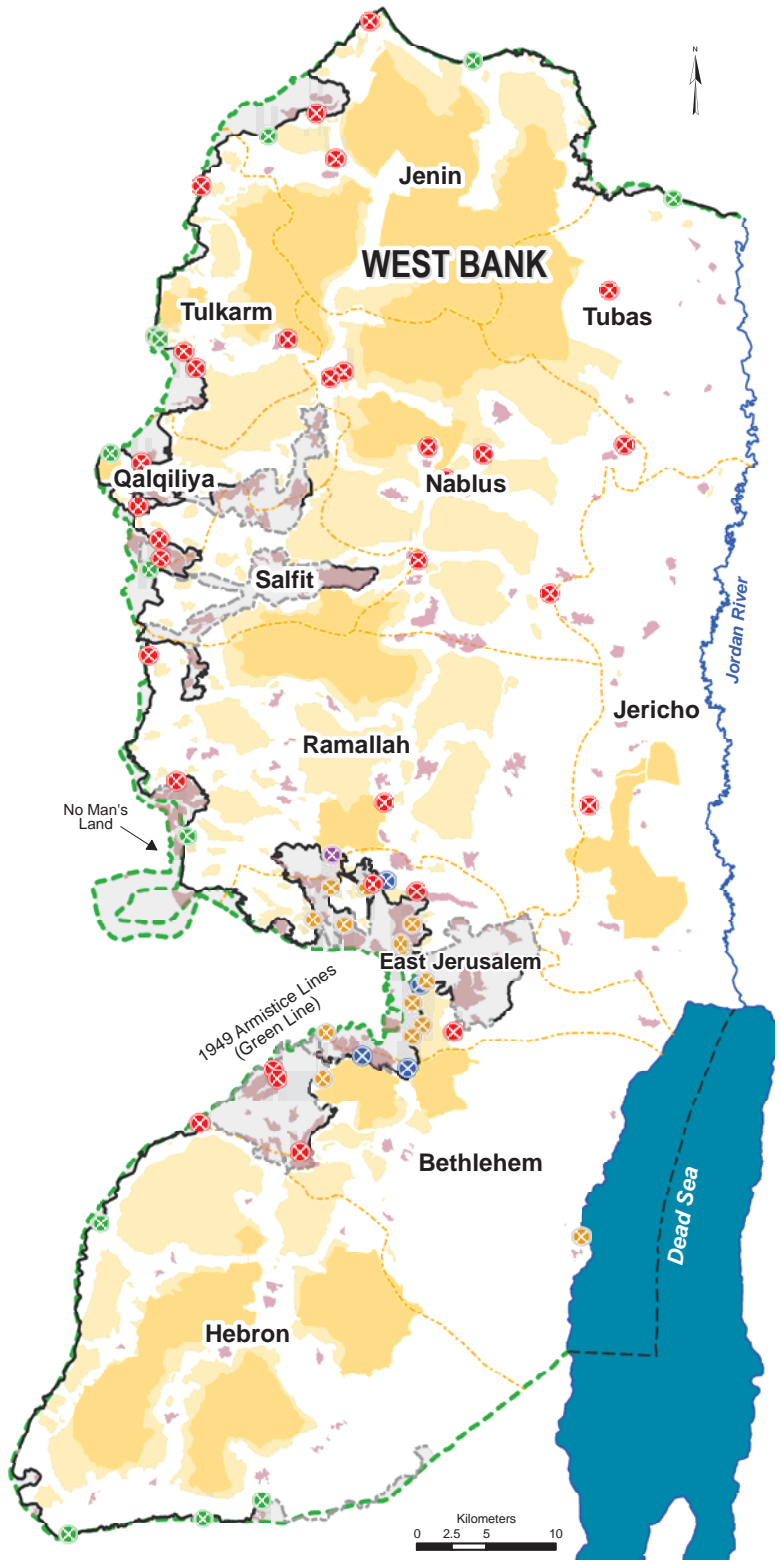 N
Jenin
WEST BANK
Tulkarm
Tubas
Qalqiliya
Nablus
Salfit
Jordan River
Jericho
Ramallah
No Man's
Land
East Jerusalem
1949 Armistice Lines
(Green Line)
Bethlehem
Dead Sea
Hebron
Kilometers
0 2.5 5 10